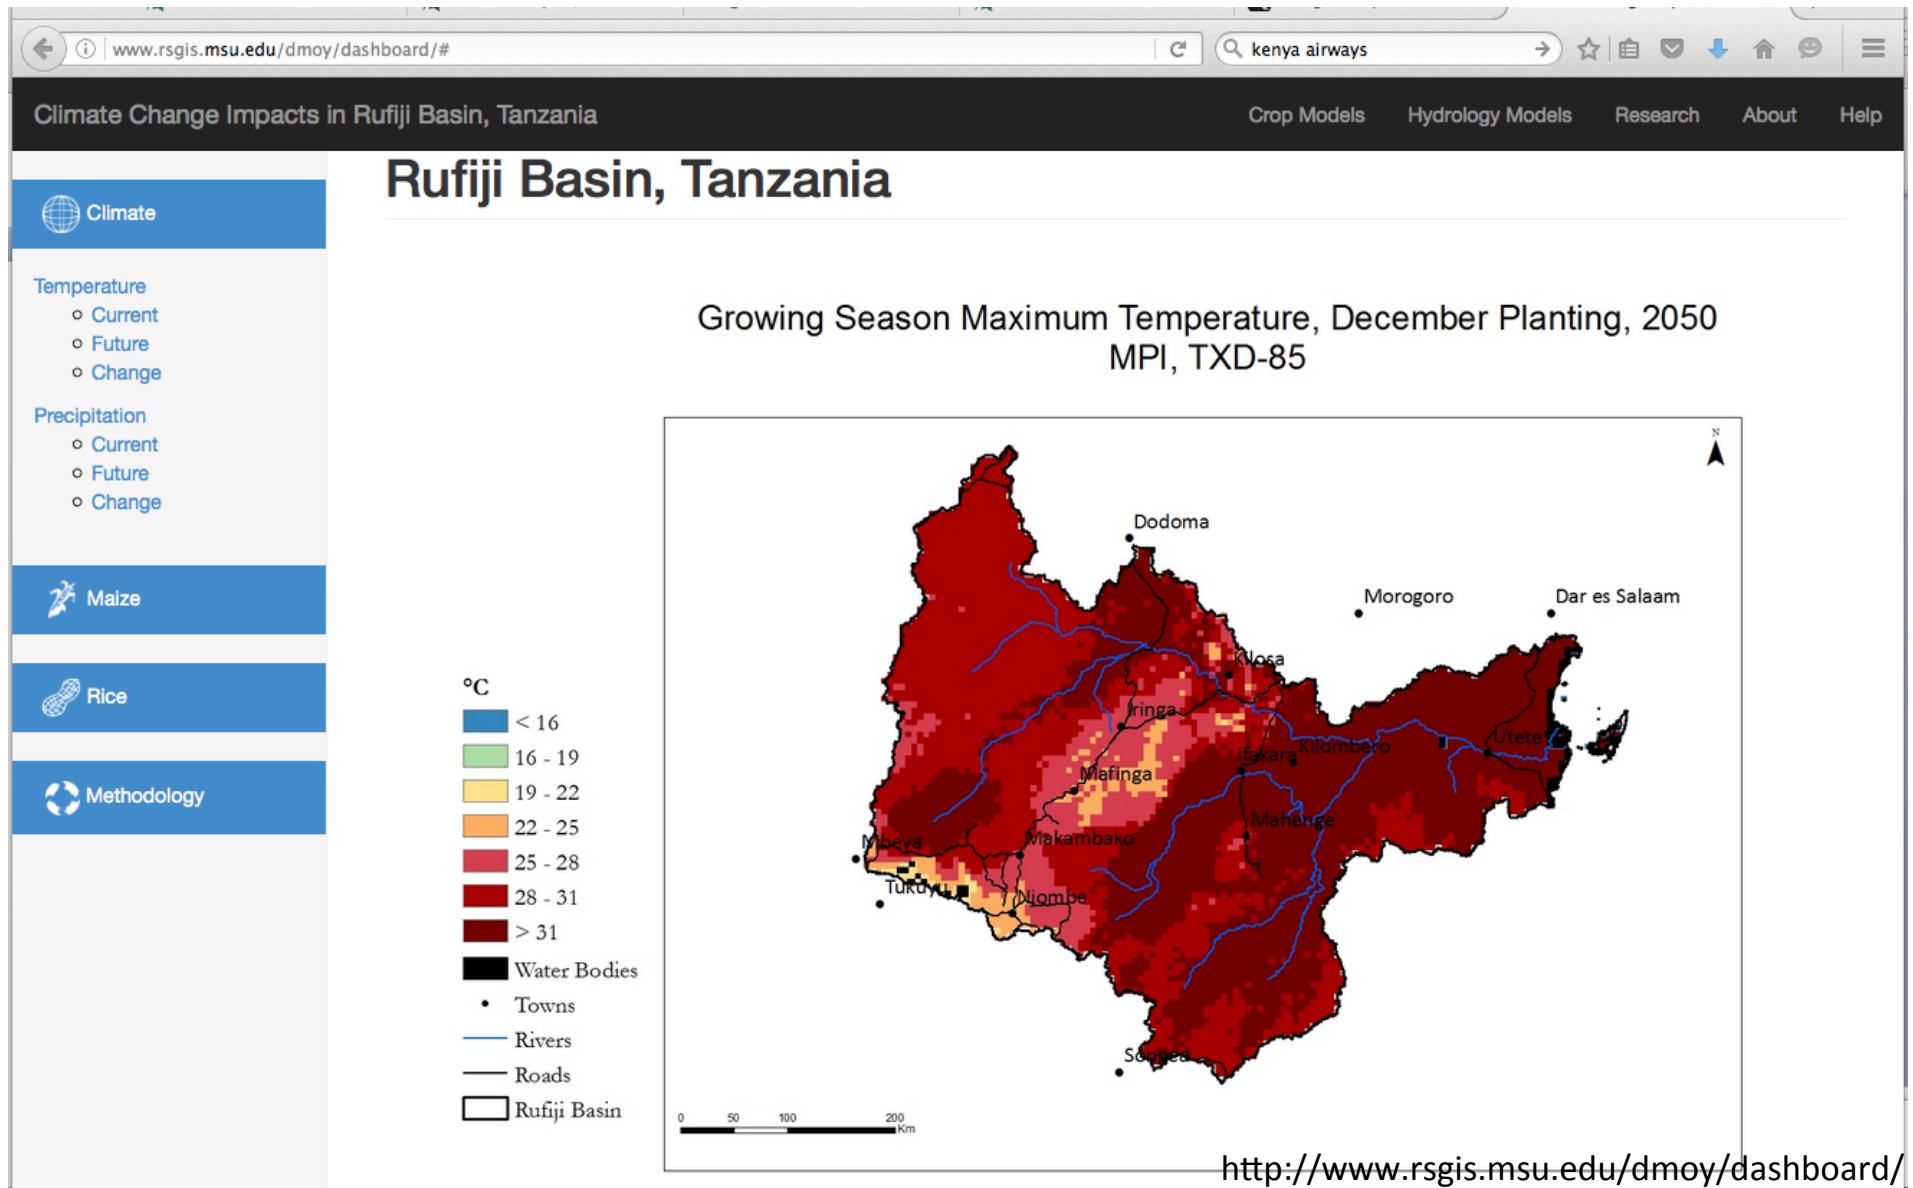 www.rsgis.msu.edu/dmoy/dashboard/#
kenya airways
Climate Change Impacts in Rufiji Basin, Tanzania
Crop Models
Hydrology Models
Research
About
Help
Climate
Temperature
Current
Future
Change
Precipitation
Current
Future
Change
Maize
Rice
Methodology
Rufiji Basin, Tanzania
Growing Season Maximum Temperature, December Planting, 2050
MPI, TXD-85
N
Dodoma
Morogoro
Dar es Salaam
Kilosa
Iringa
Utete
Ifakara
Kilombero
Mafinga
Mahenge
Makambako
Mbeya
Tukuyu
Njombe
Songea
°C
< 16
16 - 19
19 - 22
22 - 25
25 - 28
28 - 31
> 31
Water Bodies
Towns
Rivers
Roads
Rufiji Basin
0 50 100 200
Km
http://www.rsgis.msu.edu/dmoy/dashboard/